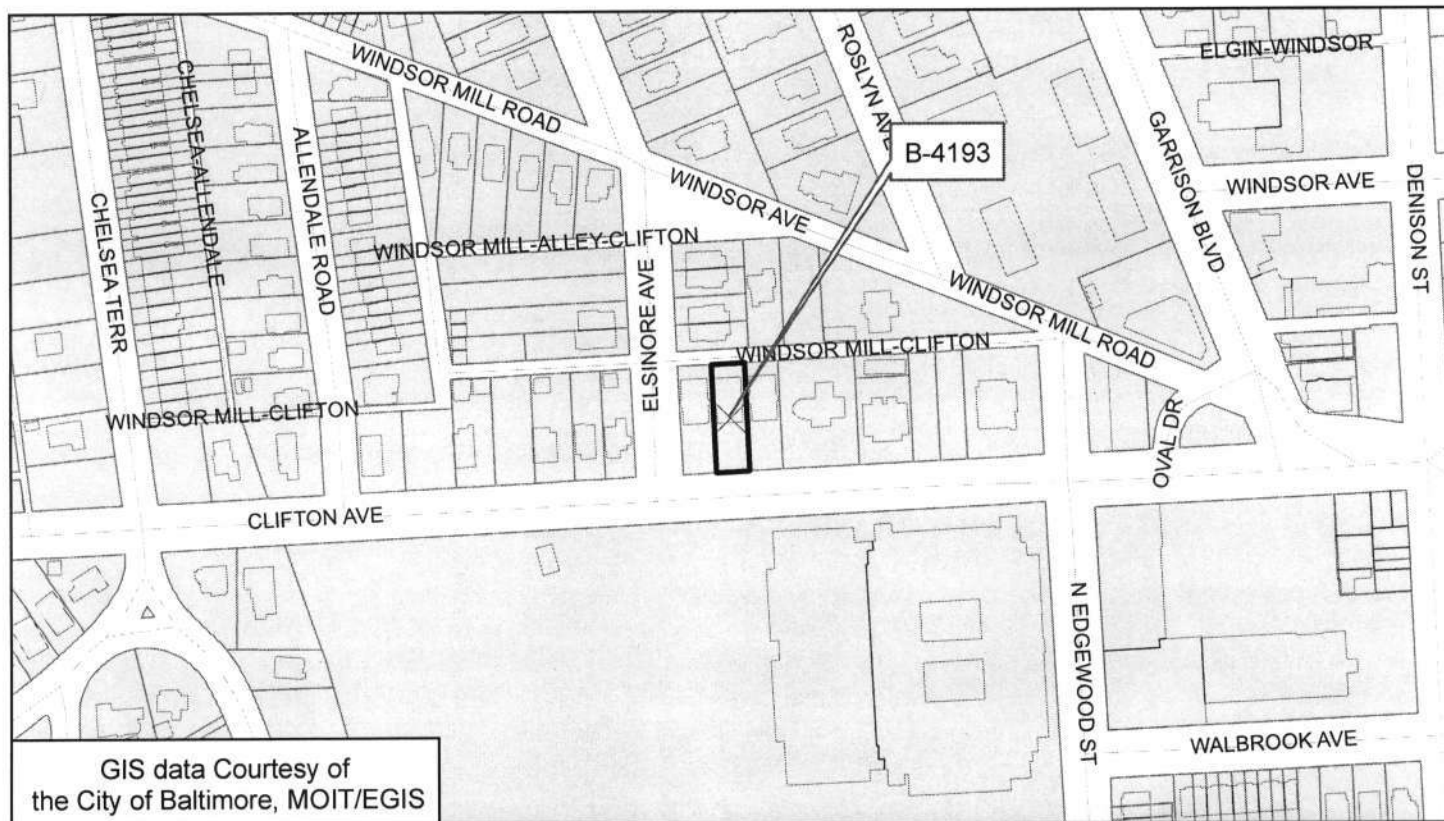 ELGIN-WINDSOR
ROSLYN AVE
WINDSOR MILL ROAD
CHELSEA-ALLENDALE
ALLENDALE ROAD
B-4193
GARRISON BLVD
WINDSOR AVE
DENISON ST
WINDSOR AVE
CHELSEA TERR
WINDSOR MILL-ALLEY-CLIFTON
ELSINORE AVE
WINDSOR MILL ROAD
WINDSOR MILL-CLIFTON
WINDSOR MILL-CLIFTON
OVAL DR
CLIFTON AVE
N EDGEWOOD ST
WALBROOK AVE
GIS data Courtesy of
the City of Baltimore, MOIT/EGIS